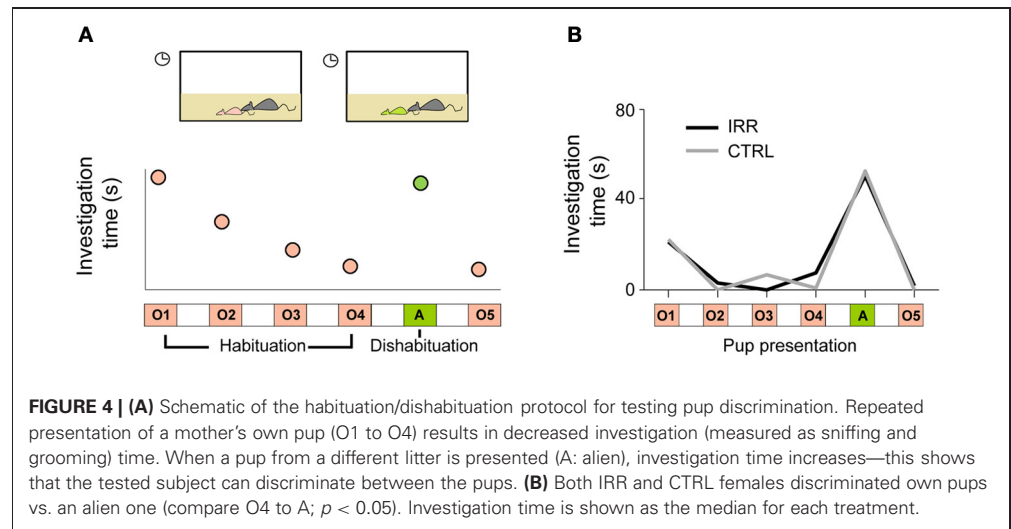 A
B
Investigation
time (s)
O1 O2 O3 O4 A O5
Habituation Dishabituation
Investigation
time (s)
80
40
0
IRR
CTRL
O1 O2 O3 O4 A O5
Pup presentation
FIGURE 4 | (A) Schematic of the habituation/dishabituation protocol for testing pup discrimination. Repeated
presentation of a mother's own pup (O1 to O4) results in decreased investigation (measured as sniffing and
grooming) time. When a pup from a different litter is presented (A: alien), investigation time increases—this shows
that the tested subject can discriminate between the pups. (B) Both IRR and CTRL females discriminated own pups
vs. an alien one (compare O4 to A; p < 0.05). Investigation time is shown as the median for each treatment.